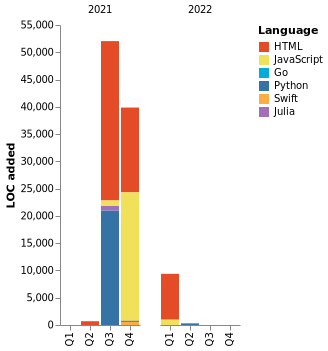 2021 2022
Language
HTML
JavaScript
Go
Python
Swift
Julia
LOC added
55,000
50,000
45,000
40,000
35,000
30,000
25,000
20,000
15,000
10,000
5,000
0
Q1 Q2 Q3 Q4 Q1 Q2 Q3 Q4